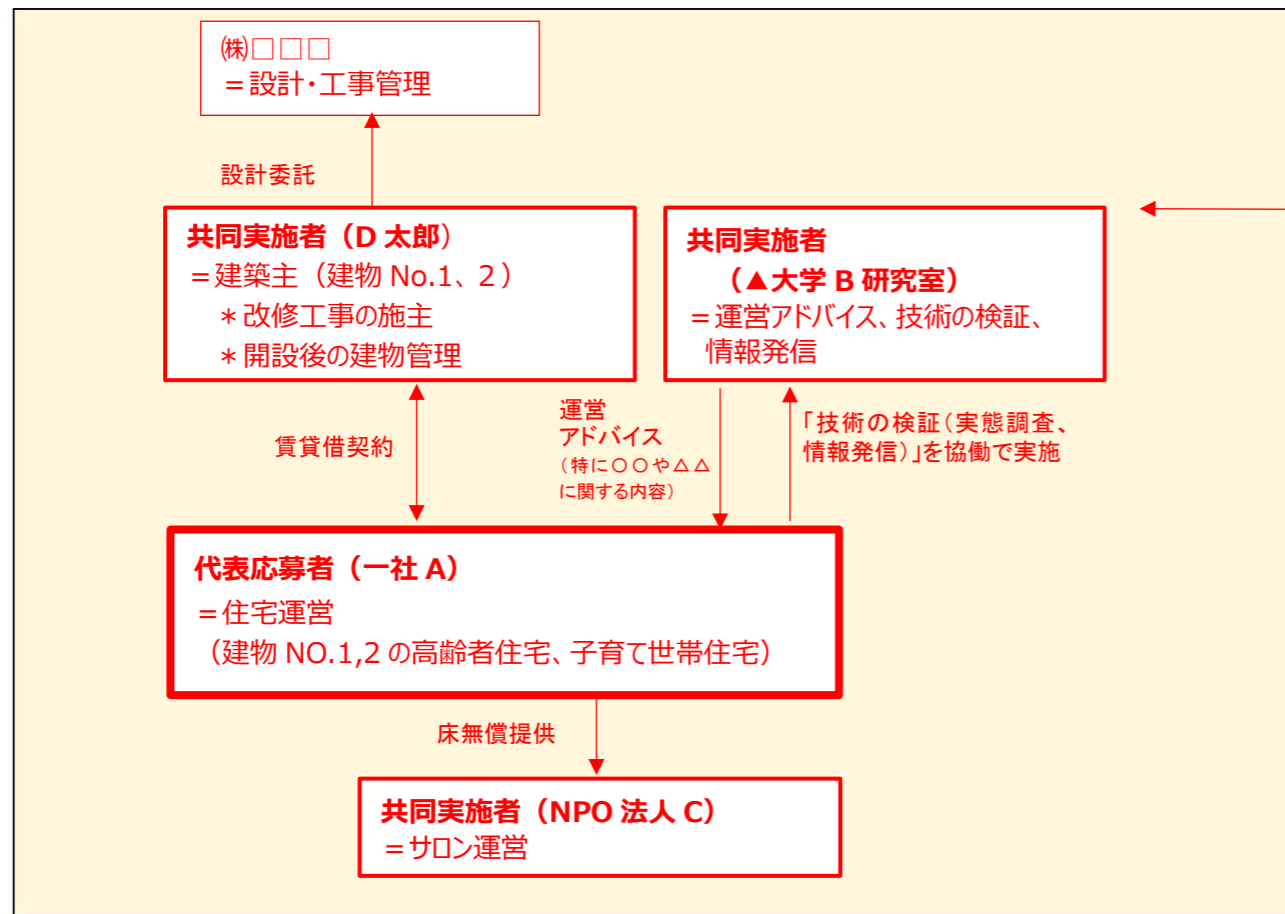 ㈱□□□
＝設計・工事管理
設計委託
共同実施者（D 太郎）
＝建築主（建物 No.1、2）
＊改修工事の施主
＊開設後の建物管理
共同実施者
（▲大学 B 研究室）
＝運営アドバイス、技術の検証、
情報発信
賃貸借契約
運営
アドバイス
（特に〇〇や△△
に関する内容）
「技術の検証（実態調査、
情報発信）」を協働で実施
代表応募者（一社 A）
＝住宅運営
（建物 NO.1,2 の高齢者住宅、子育て世帯住宅）
床無償提供
共同実施者（NPO 法人 C）
＝サロン運営